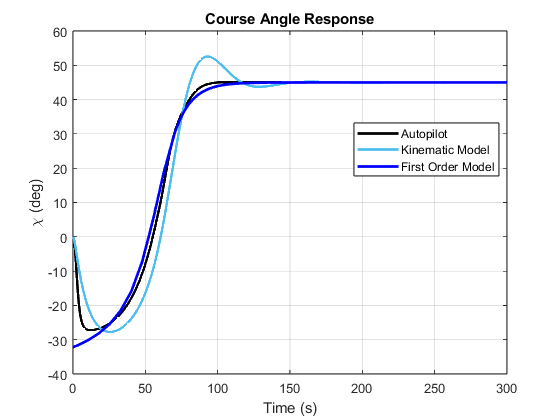 Course Angle Response
60
50
40
30
20
10
0
-10
-20
-30
-40
χ (deg)
Autopilot
Kinematic Model
First Order Model
0 50 100 150 200 250 300
Time (s)